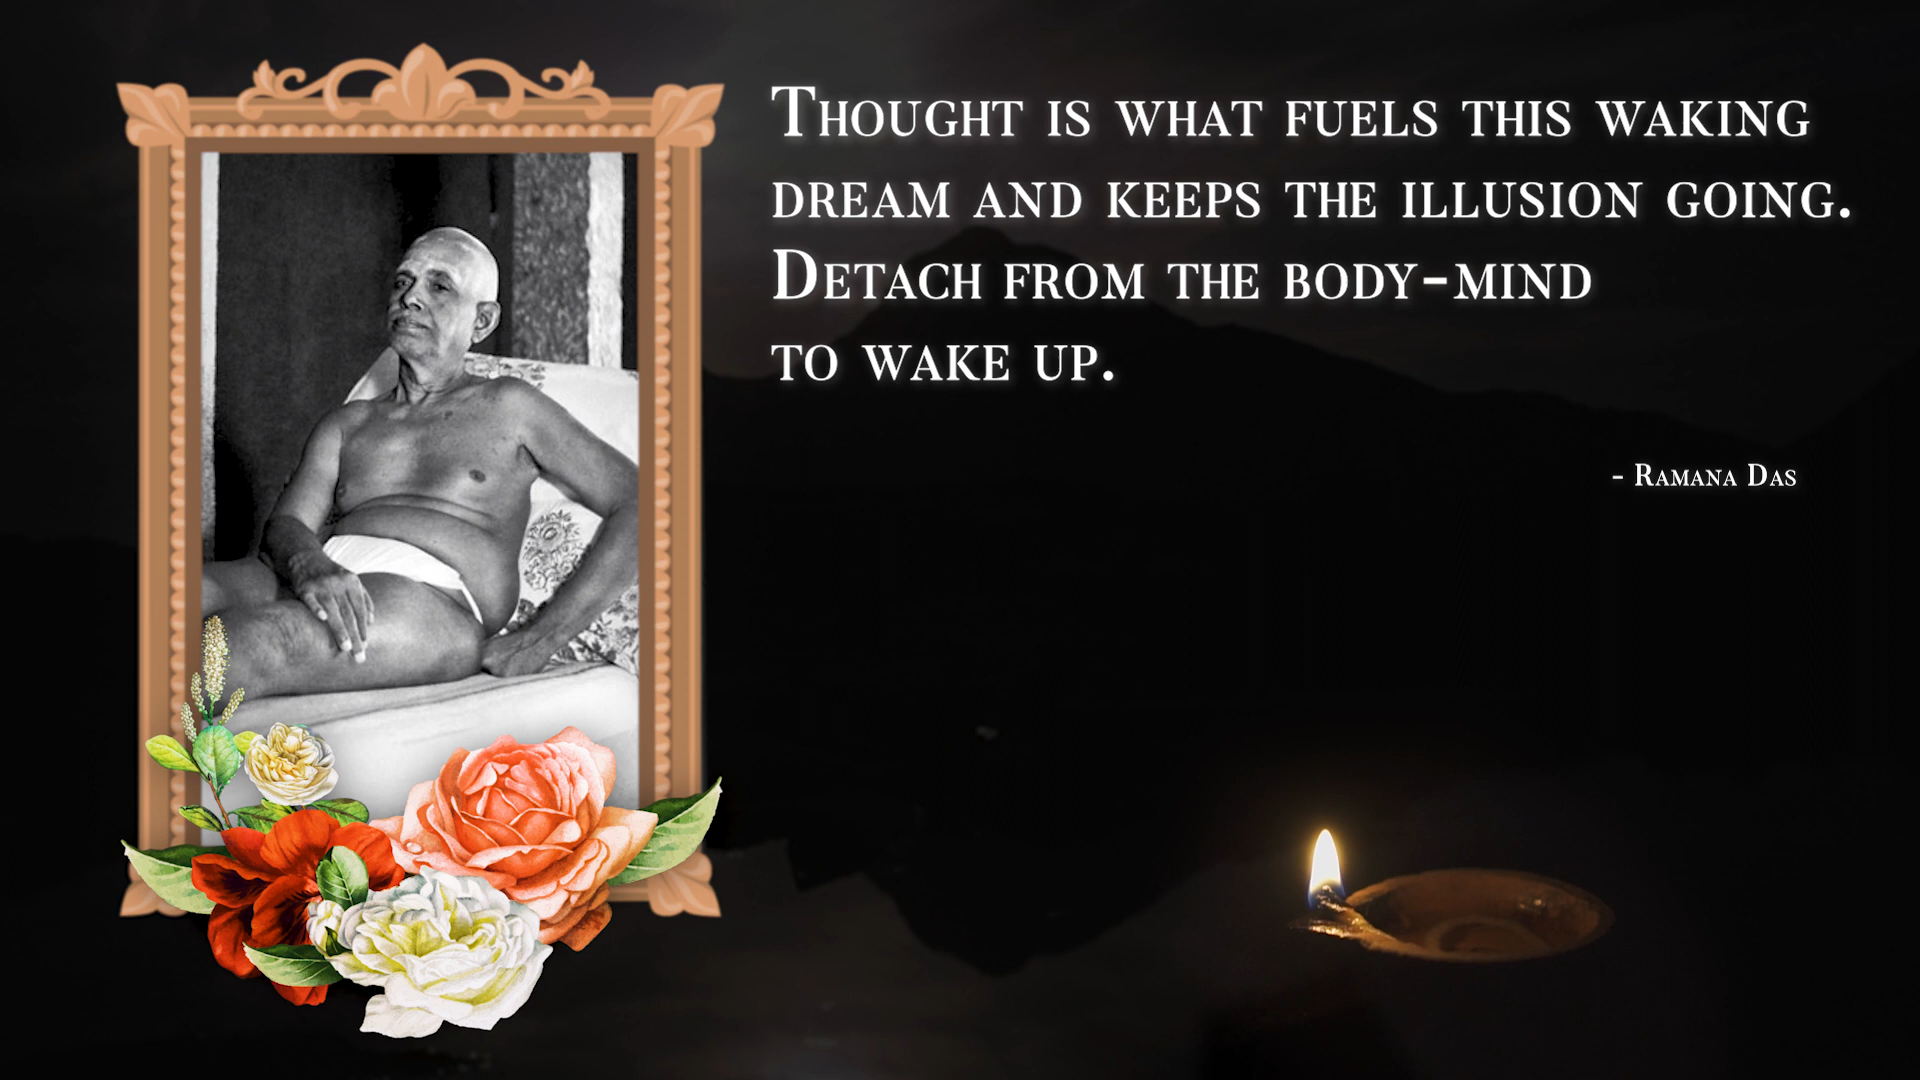 Thought is what fuels this waking
dream and keeps the illusion going.
Detach from the body-mind
to wake up.
- Ramana Das